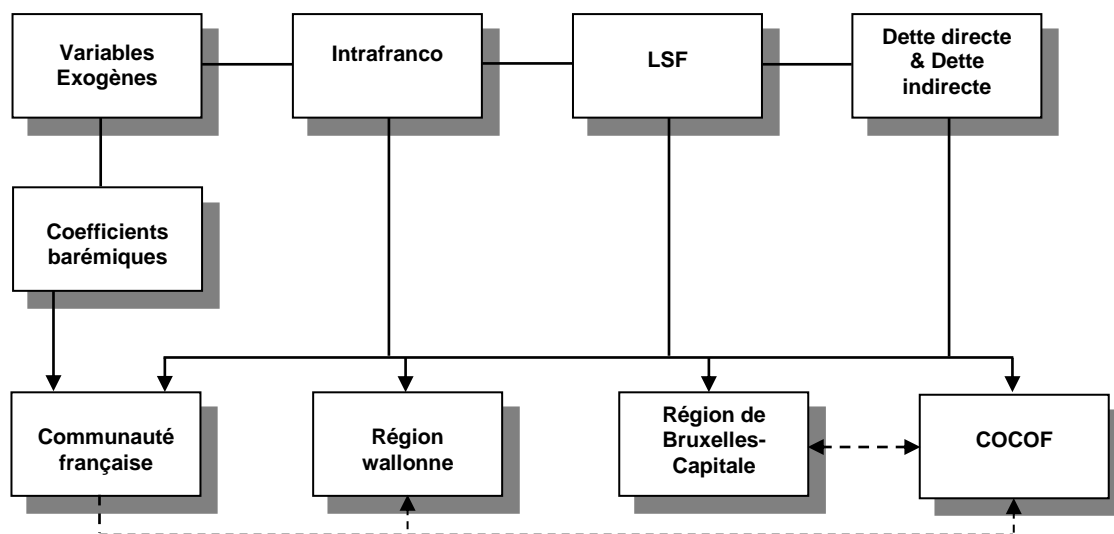 Variables
Exogènes
Intrafranco
LSF
Dette directe
& Dette
indirecte
Coefficients
barémiques
Communauté
française
Région
wallonne
Région de
Bruxelles-
Capitale
COCOF